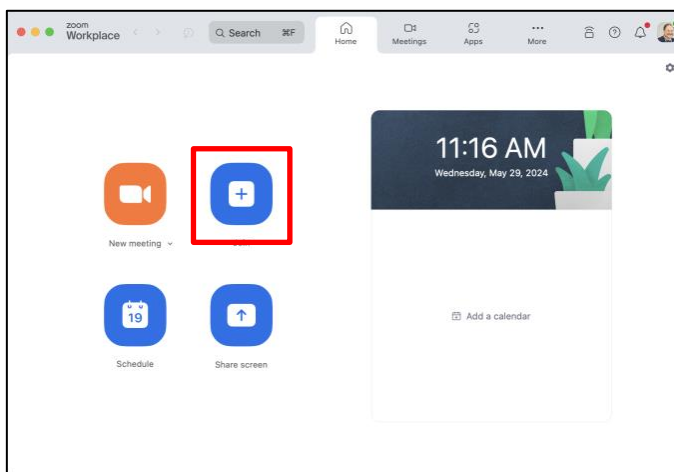 zoom
Workplace
Search ⌘F
Home
Meetings
Apps
More
11:16 AM
Wednesday, May 29, 2024
New meeting
19
Schedule
Share screen
Add a calendar